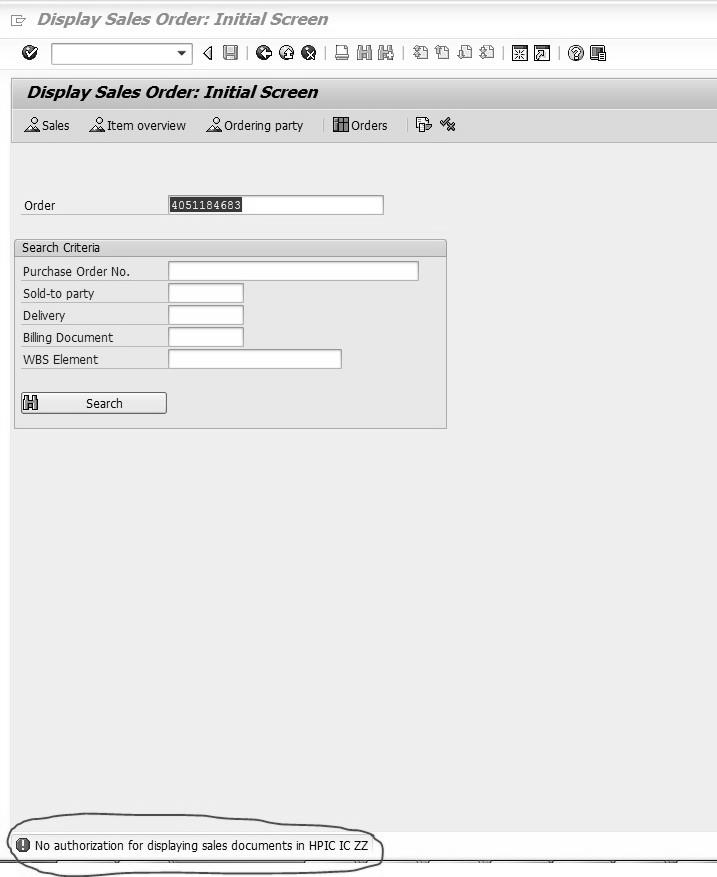 Display Sales Order: Initial Screen
Display Sales Order: Initial Screen
Sales Item overview Ordering party Orders
Order 4051184683
Search Criteria
Purchase Order No.
Sold-to party
Delivery
Billing Document
WBS Element
Search
No authorization for displaying sales documents in HPIC IC ZZ